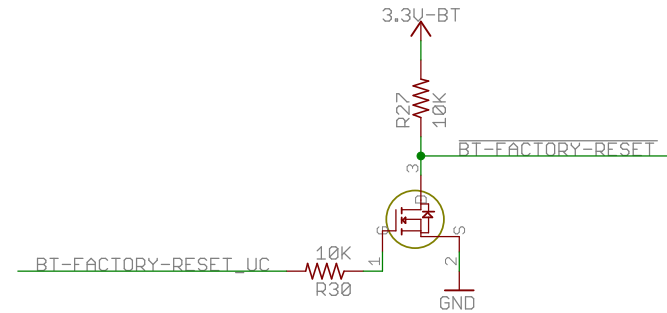 3.3V-BT
R27
10K
BT-FACTORY-RESET
3
D
G
S
10K
BT-FACTORY-RESET_UC
1
2
R30
GND